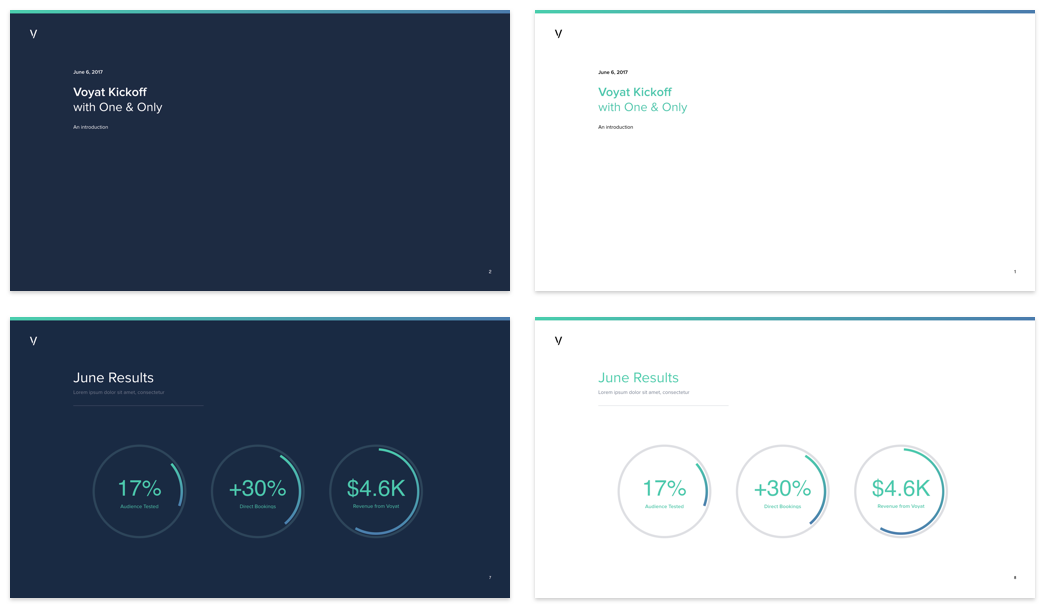 V
June 6, 2017
Voyat Kickoff
with One & Only
An introduction
2
V
June 6, 2017
Voyat Kickoff
with One & Only
An introduction
1
V
June Results
Lorem ipsum dolor sit amet, consectetur
17%
Audience Tested
+30%
Direct Bookings
$4.6K
Revenue from Voyat
7
V
June Results
Lorem ipsum dolor sit amet, consectetur
17%
Audience Tested
+30%
Direct Bookings
$4.6K
Revenue from Voyat